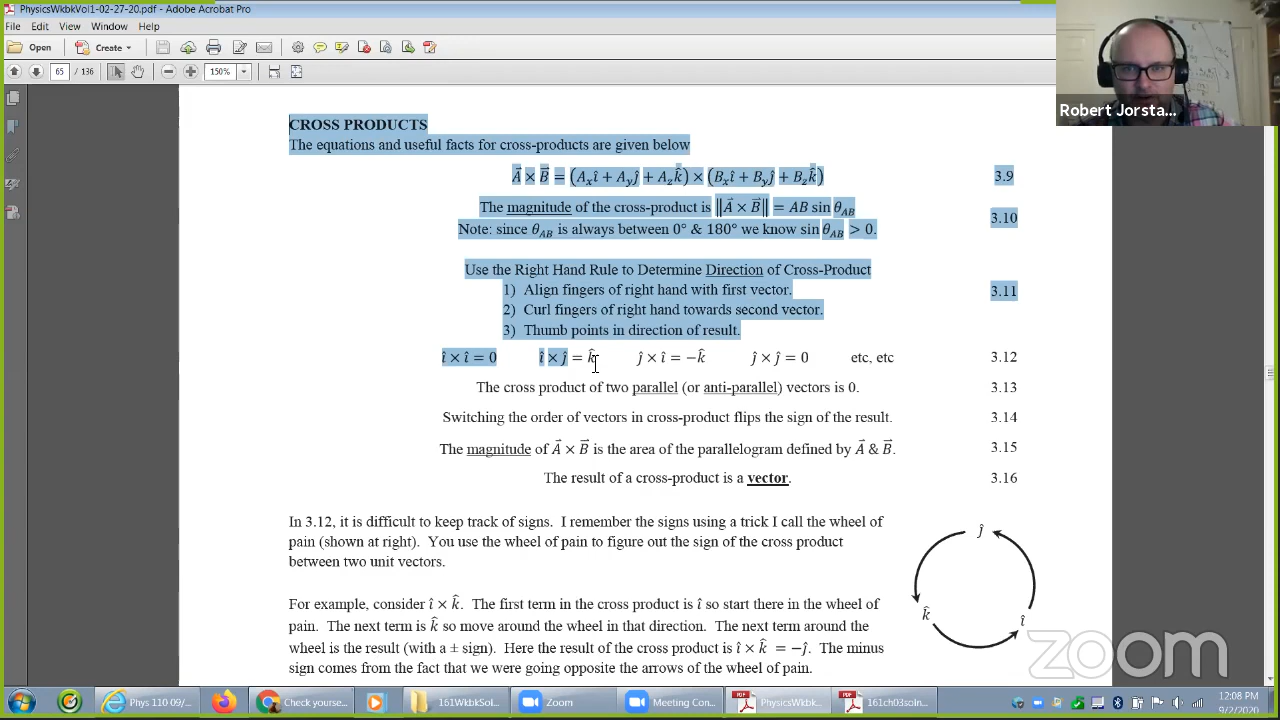 PhysicsWkbkVol1-02-27-20.pdf - Adobe Acrobat Pro
File Edit View Window Help
Open Create
65 / 136 150%
Robert Jorsta...
CROSS PRODUCTS
The equations and useful facts for cross-products are given below
A⃗ × B⃗ = (Aₓî + A_yĵ + A_zk̂) × (Bₓî + B_yĵ + B_zk̂) 3.9
The magnitude of the cross-product is ‖A⃗ × B⃗‖ = AB sin θ_AB
3.10
Note: since θ_AB is always between 0° & 180° we know sin θ_AB > 0.
Use the Right Hand Rule to Determine Direction of Cross-Product
1) Align fingers of right hand with first vector. 3.11
2) Curl fingers of right hand towards second vector.
3) Thumb points in direction of result.
î × î = 0 î × ĵ = k̂ ĵ × î = −k̂ ĵ × ĵ = 0 etc, etc 3.12
The cross product of two parallel (or anti-parallel) vectors is 0. 3.13
Switching the order of vectors in cross-product flips the sign of the result. 3.14
The magnitude of A⃗ × B⃗ is the area of the parallelogram defined by A⃗ & B⃗. 3.15
The result of a cross-product is a vector. 3.16
In 3.12, it is difficult to keep track of signs. I remember the signs using a trick I call the wheel of
pain (shown at right). You use the wheel of pain to figure out the sign of the cross product
between two unit vectors.
For example, consider î × k̂. The first term in the cross product is î so start there in the wheel of
pain. The next term is k̂ so move around the wheel in that direction. The next term around the
wheel is the result (with a ± sign). Here the result of the cross product is î × k̂ = −ĵ. The minus
sign comes from the fact that we were going opposite the arrows of the wheel of pain.
ĵ
k̂
î
zoom
Phys 110 09/... Check yourse... 161WkbkSol... Zoom Meeting Con... PhysicsWkb... 161ch03soln...
12:08 PM
9/2/2020